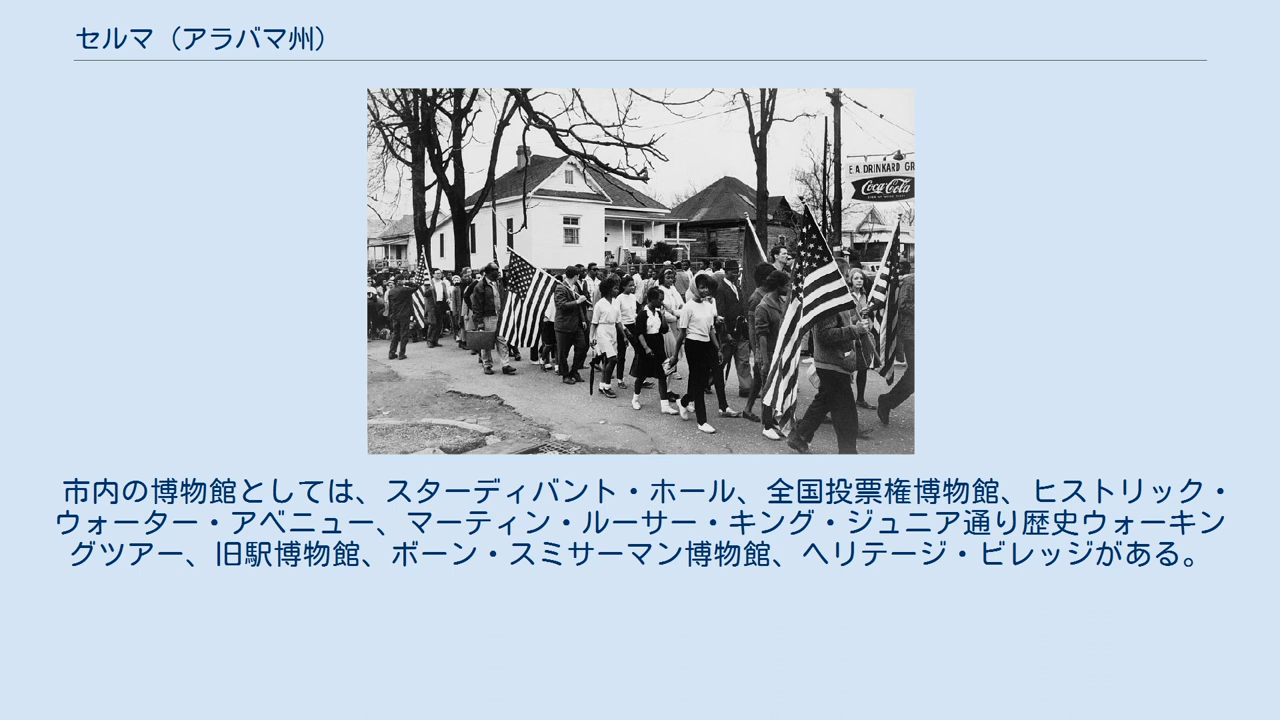 セルマ（アラバマ州）
E.A. DRINKARD GR
Coca-Cola
市内の博物館としては、スターディバント・ホール、全国投票権博物館、ヒストリック・
ウォーター・アベニュー、マーティン・ルーサー・キング・ジュニア通り歴史ウォーキン
グツアー、旧駅博物館、ボーン・スミサーマン博物館、ヘリテージ・ビレッジがある。